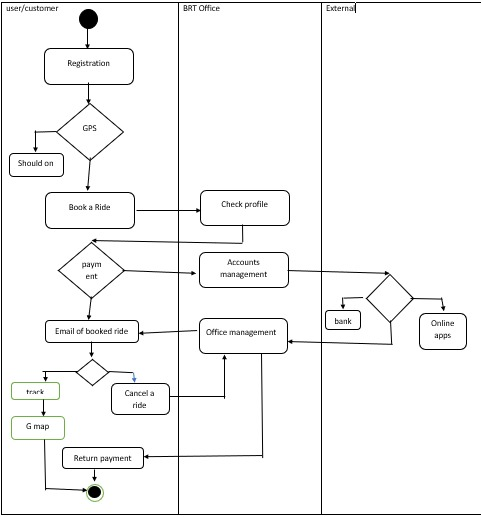 user/customer
BRT Office
External
Registration
GPS
Should on
Book a Ride
Check profile
paym
ent
Accounts
management
bank
Online
apps
Email of booked ride
Office management
track
Cancel a
ride
G map
Return payment